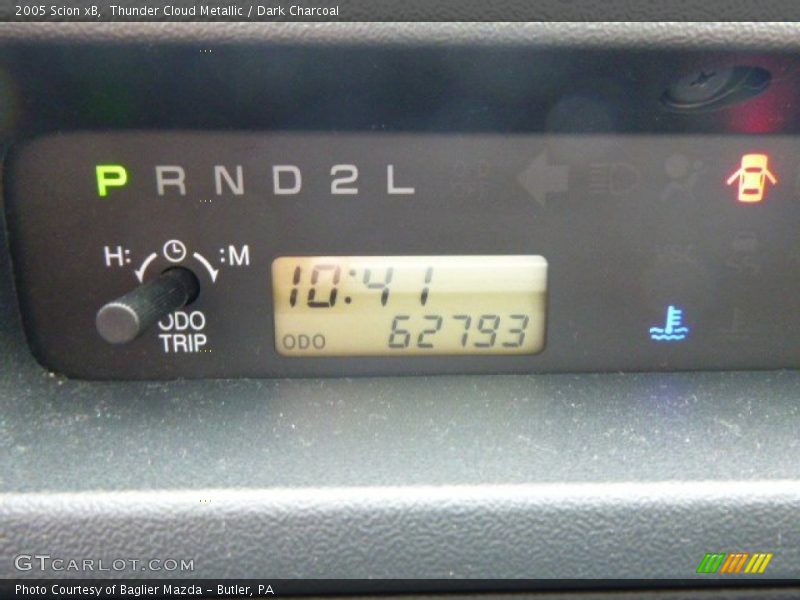 2005 Scion xB, Thunder Cloud Metallic / Dark Charcoal
P R N D 2 L
H: :M
10:41
ODO
TRIP
ODO 62793
GTCARLOT.COM
Photo Courtesy of Baglier Mazda - Butler, PA